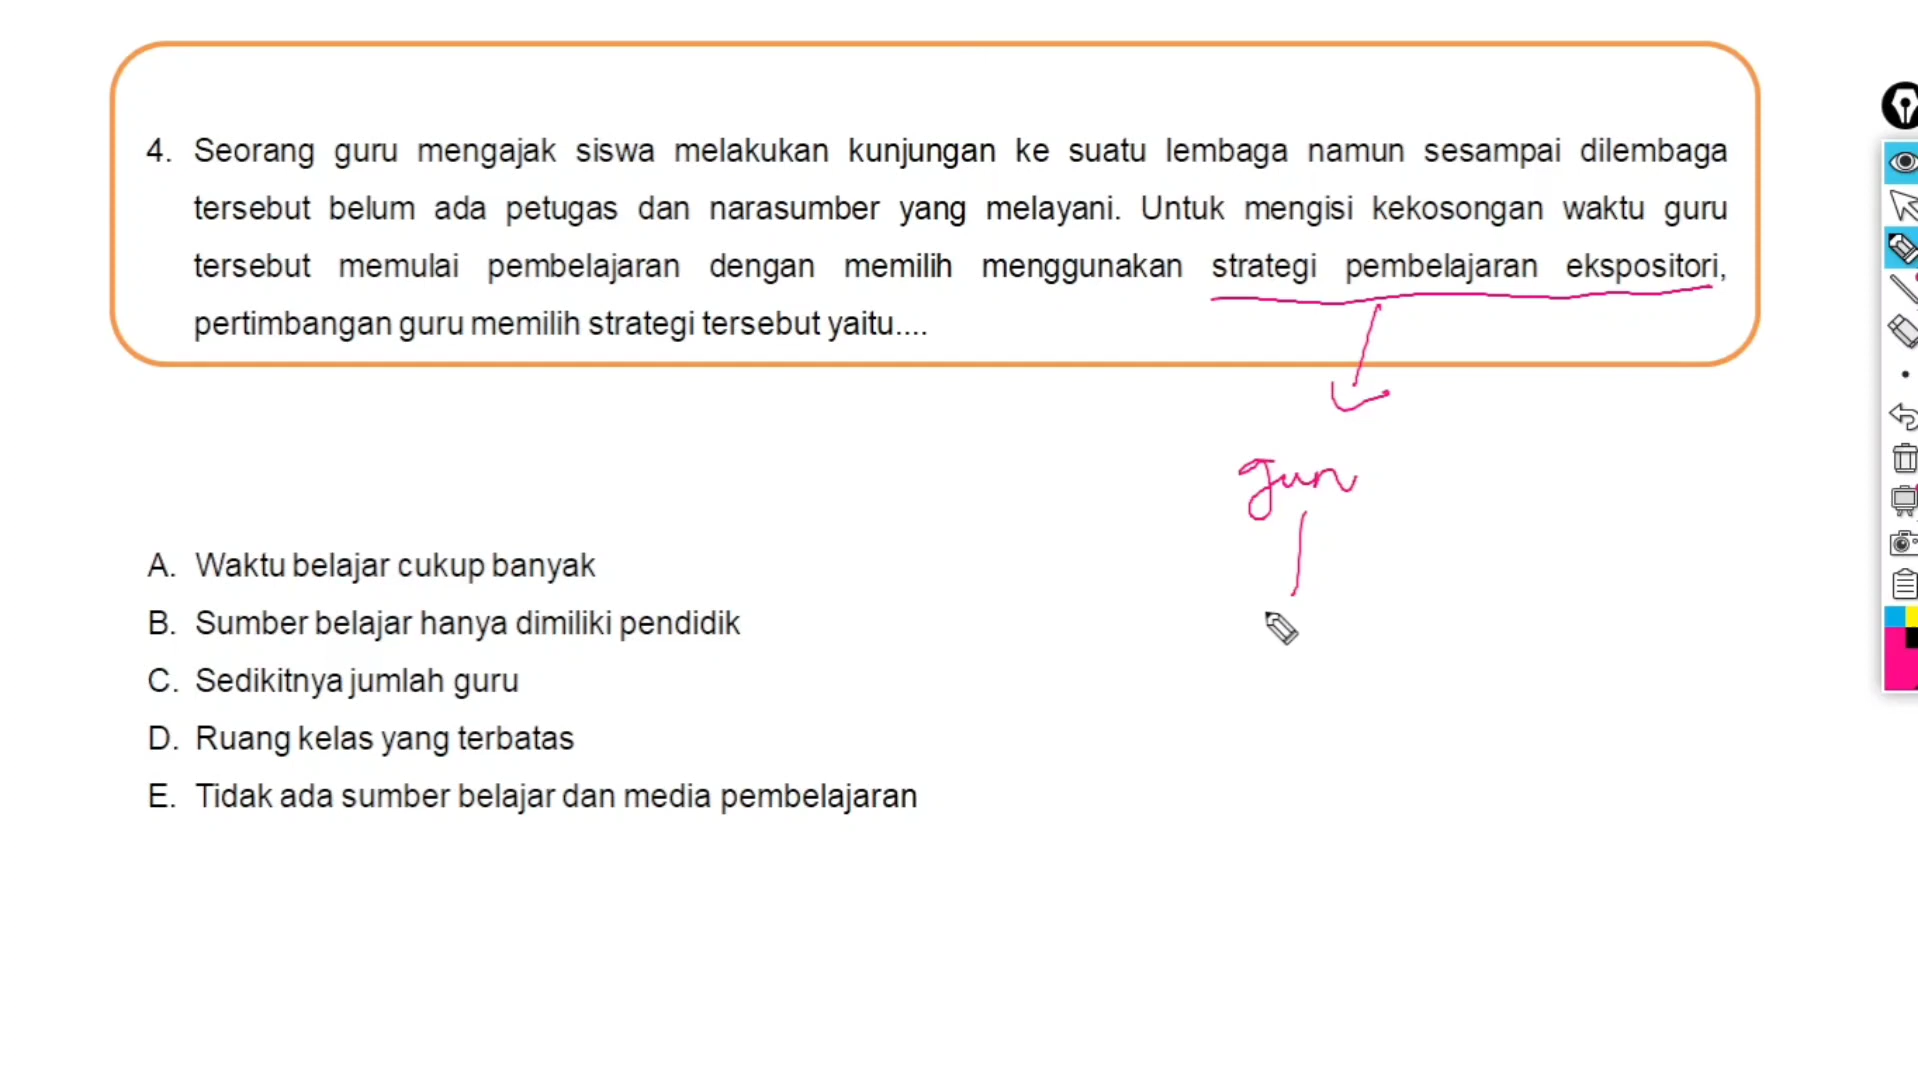 4. Seorang guru mengajak siswa melakukan kunjungan ke suatu lembaga namun sesampai dilembaga
tersebut belum ada petugas dan narasumber yang melayani. Untuk mengisi kekosongan waktu guru
tersebut memulai pembelajaran dengan memilih menggunakan strategi pembelajaran ekspositori,
pertimbangan guru memilih strategi tersebut yaitu....
A. Waktu belajar cukup banyak
B. Sumber belajar hanya dimiliki pendidik
C. Sedikitnya jumlah guru
D. Ruang kelas yang terbatas
E. Tidak ada sumber belajar dan media pembelajaran